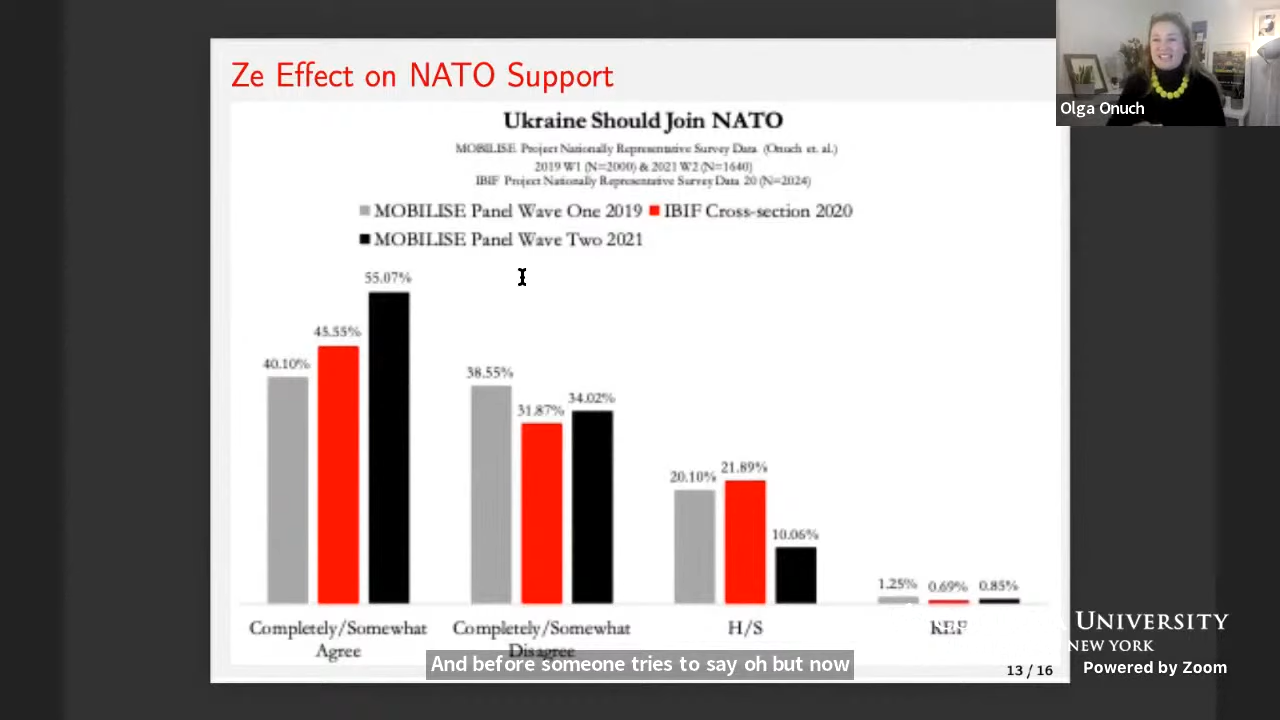 Ze Effect on NATO Support
Olga Onuch
Ukraine Should Join NATO
MOBILISE Project Nationally Representative Survey Data (Onuch et. al.)
2019 W1 (N=2000) & 2021 W2 (N=1640)
IBIF Project Nationally Representative Survey Data 20 (N=2024)
MOBILISE Panel Wave One 2019 IBIF Cross-section 2020
MOBILISE Panel Wave Two 2021
55.07%
45.55%
40.10%
38.55%
31.87%
34.02%
20.10%
21.89%
10.06%
1.25%
0.69%
0.85%
Completely/Somewhat Agree
Completely/Somewhat Disagree
H/S
UNIVERSITY
NEW YORK
And before someone tries to say oh but now
13 / 16
Powered by Zoom